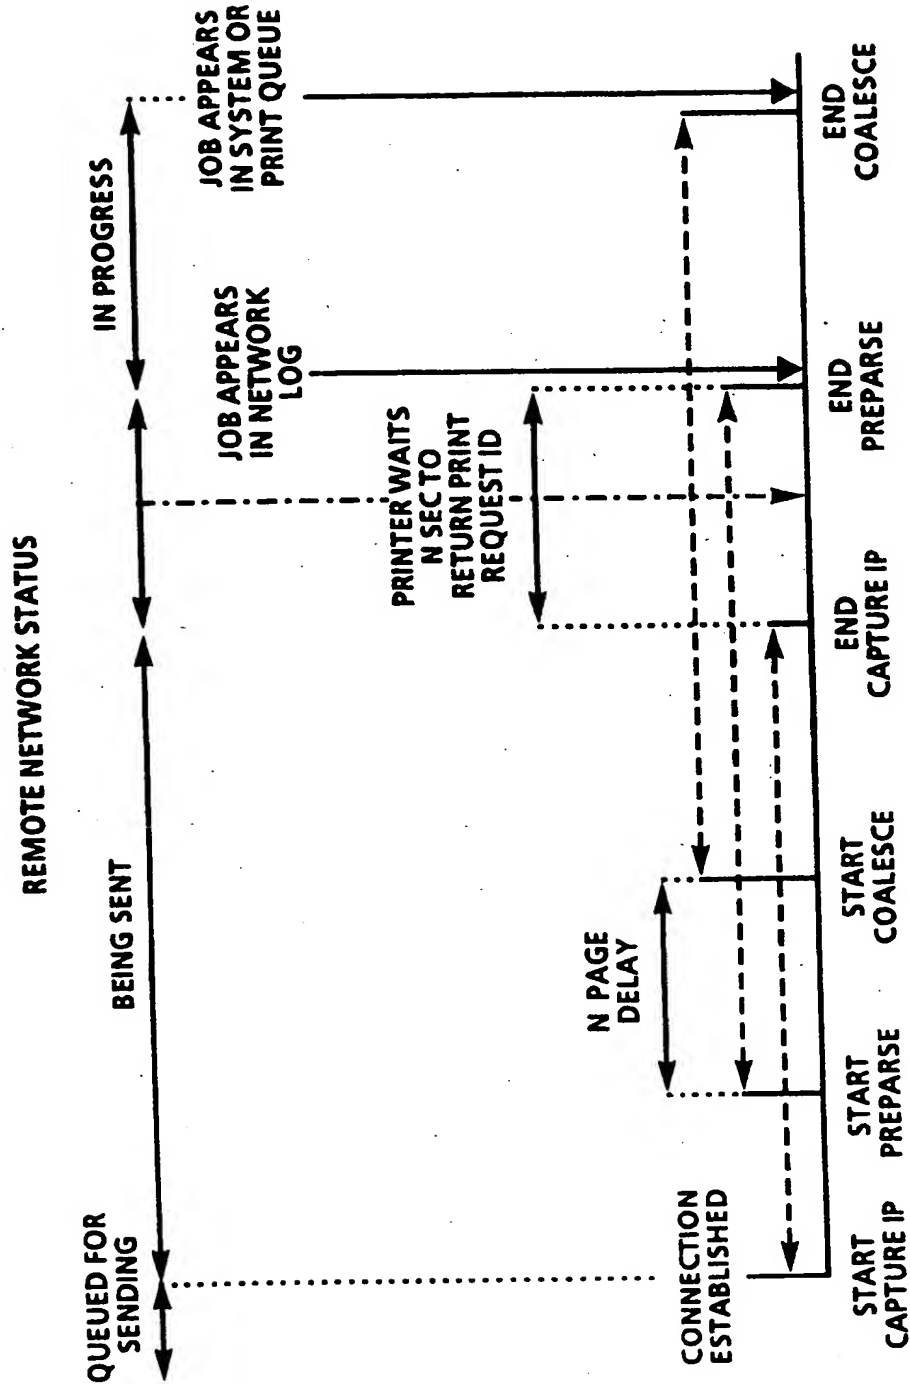 REMOTE NETWORK STATUS
QUEUED FOR
SENDING
BEING SENT
IN PROGRESS
JOB APPEARS
IN NETWORK
LOG
JOB APPEARS
IN SYSTEM OR
PRINT QUEUE
PRINTER WAITS
N SEC TO
RETURN PRINT
REQUEST ID
N PAGE
DELAY
CONNECTION
ESTABLISHED
START
CAPTURE IP
START
PREPARSE
START
COALESCE
END
CAPTURE IP
END
PREPARSE
END
COALESCE